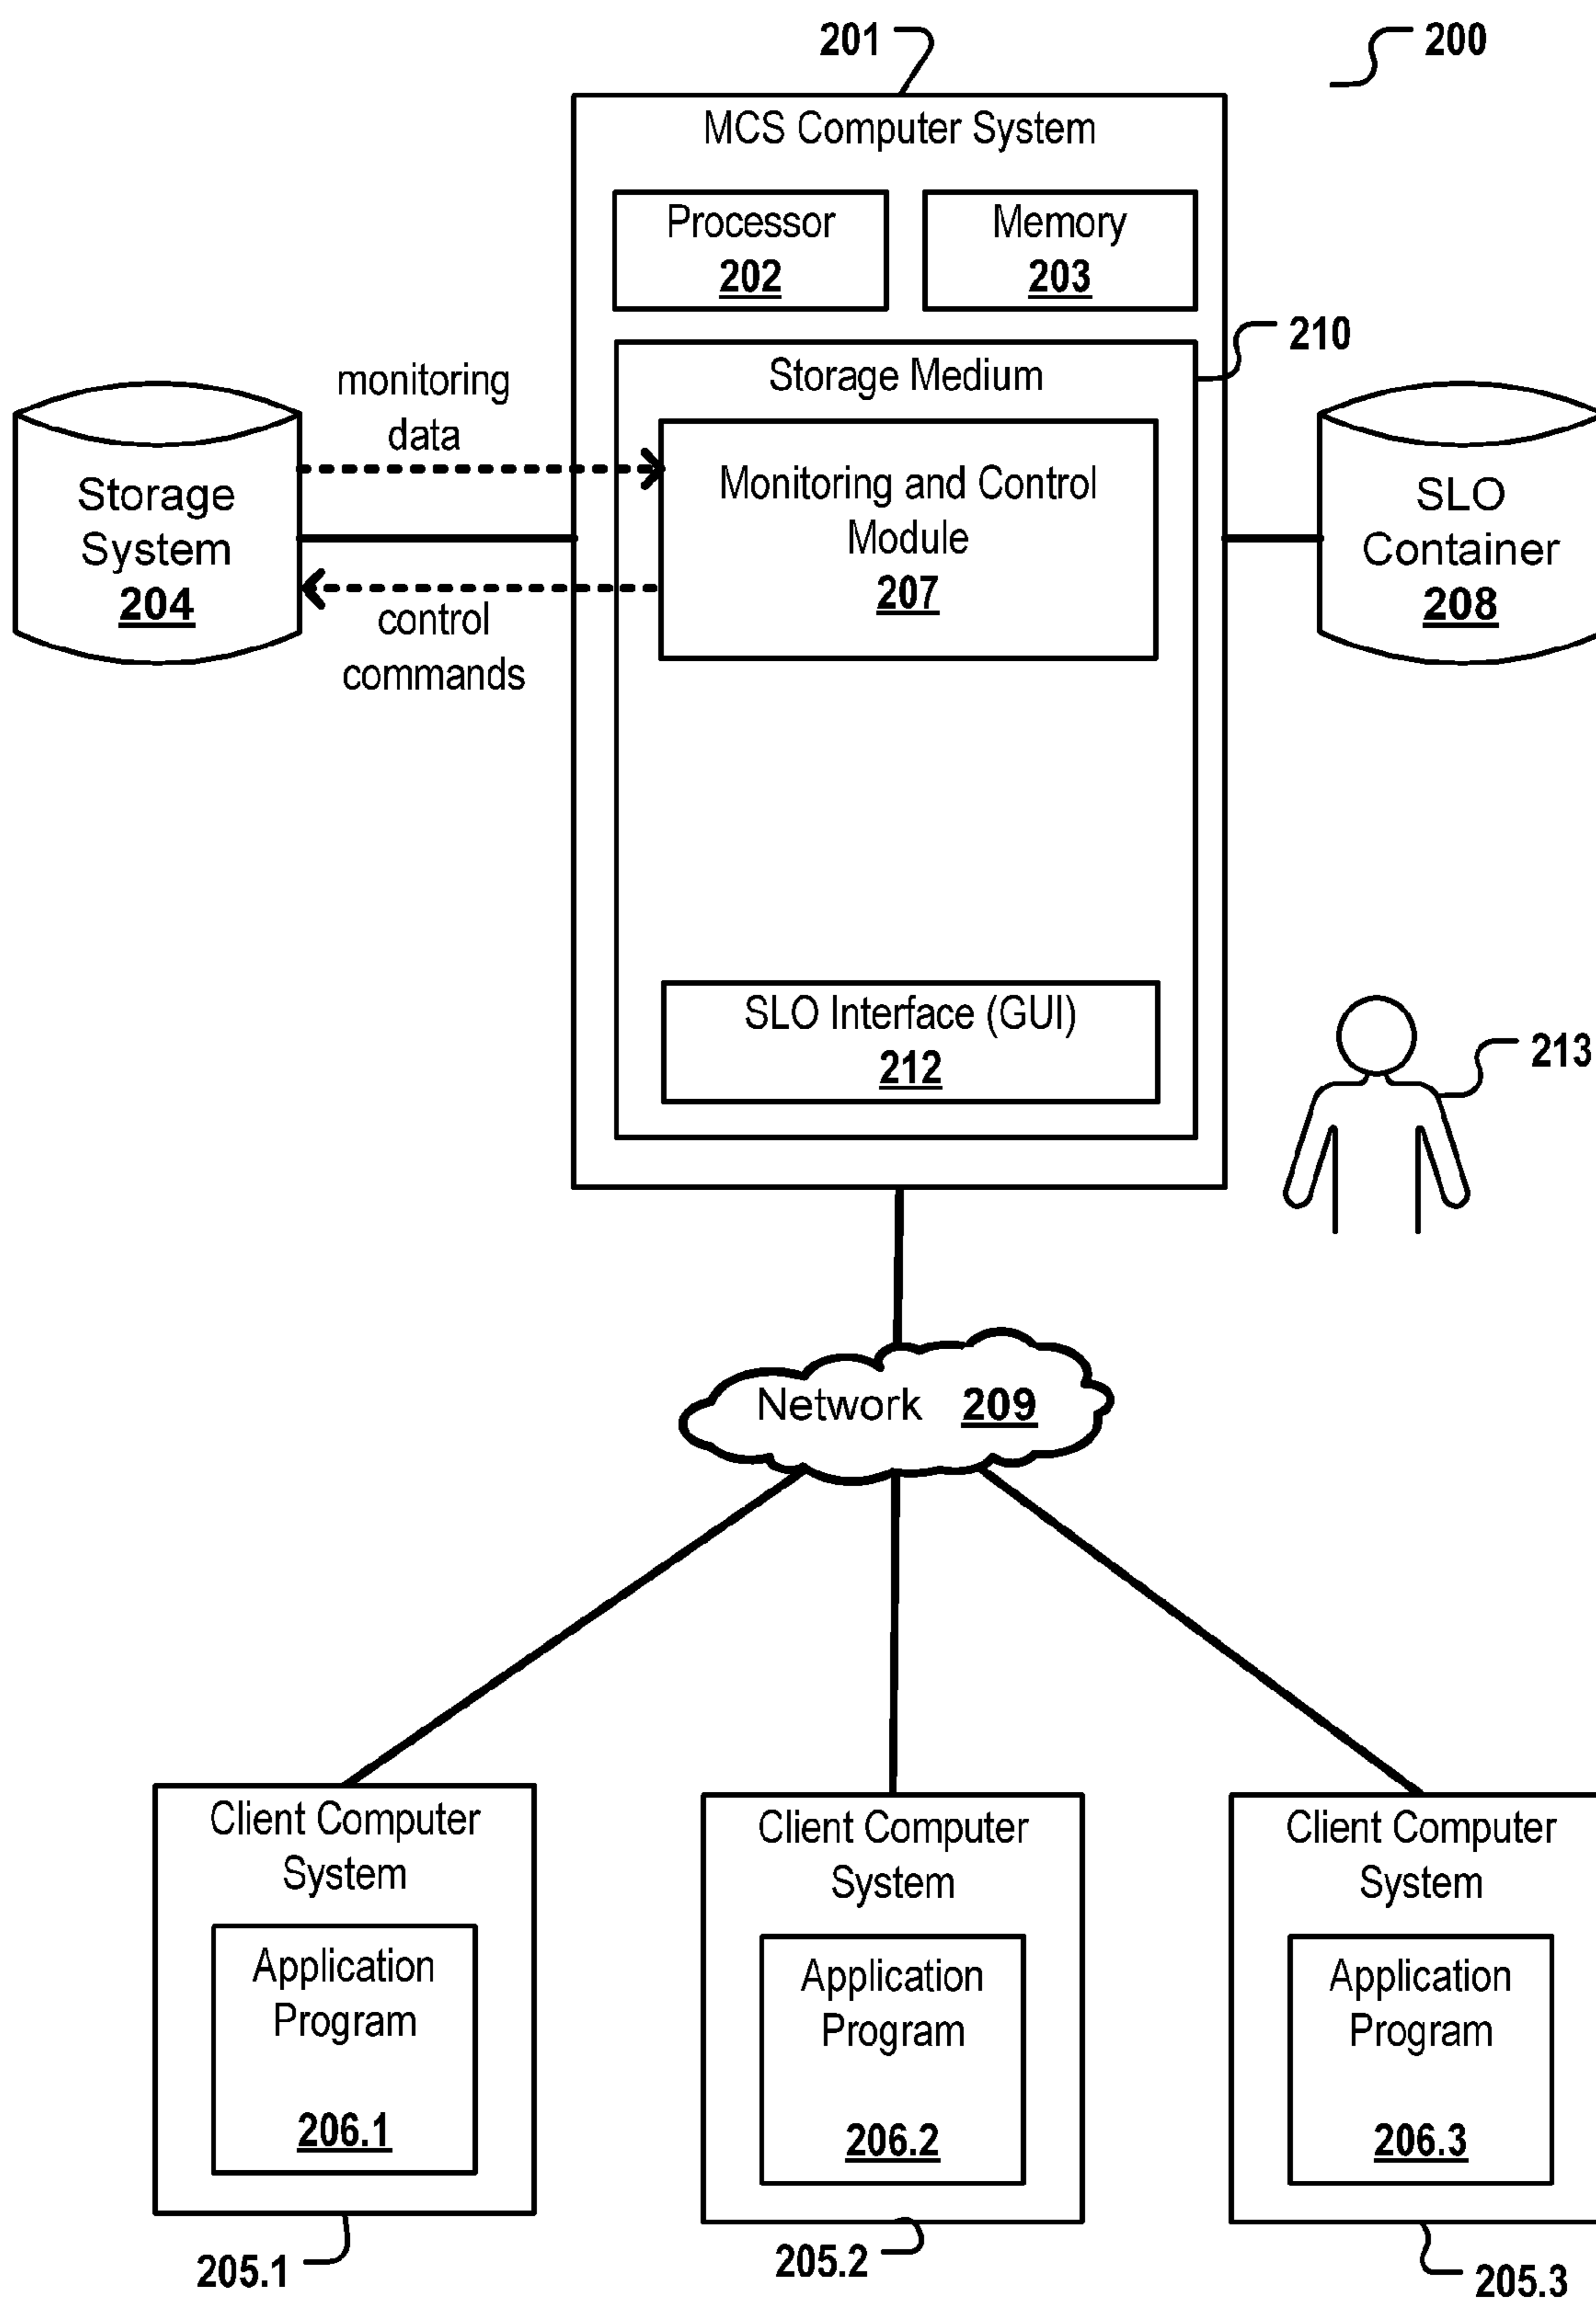 201
200
MCS Computer System
Processor
202
Memory
203
210
Storage Medium
monitoring
data
Storage
System
204
control
commands
Monitoring and Control
Module
207
SLO
Container
208
SLO Interface (GUI)
212
213
Network 209
Client Computer
System
Application
Program
206.1
205.1
Client Computer
System
Application
Program
206.2
205.2
Client Computer
System
Application
Program
206.3
205.3